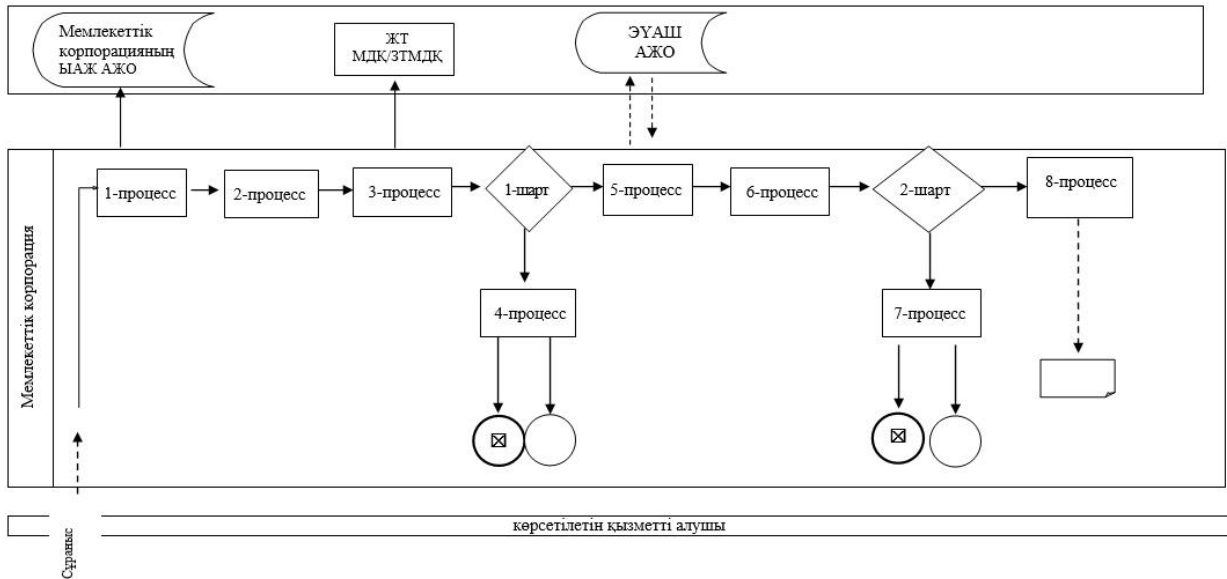 Мемлекеттік
корпорацияның
ЫАЖ АЖО
ЖТ
МДҚ/ЗТМДҚ
ЭҮАШ
АЖО
Мемлекеттік корпорация
1-процесс
2-процесс
3-процесс
1-шарт
5-процесс
6-процесс
2-шарт
8-процесс
4-процесс
7-процесс
көрсетілетін қызметті алушы
Сұраныс